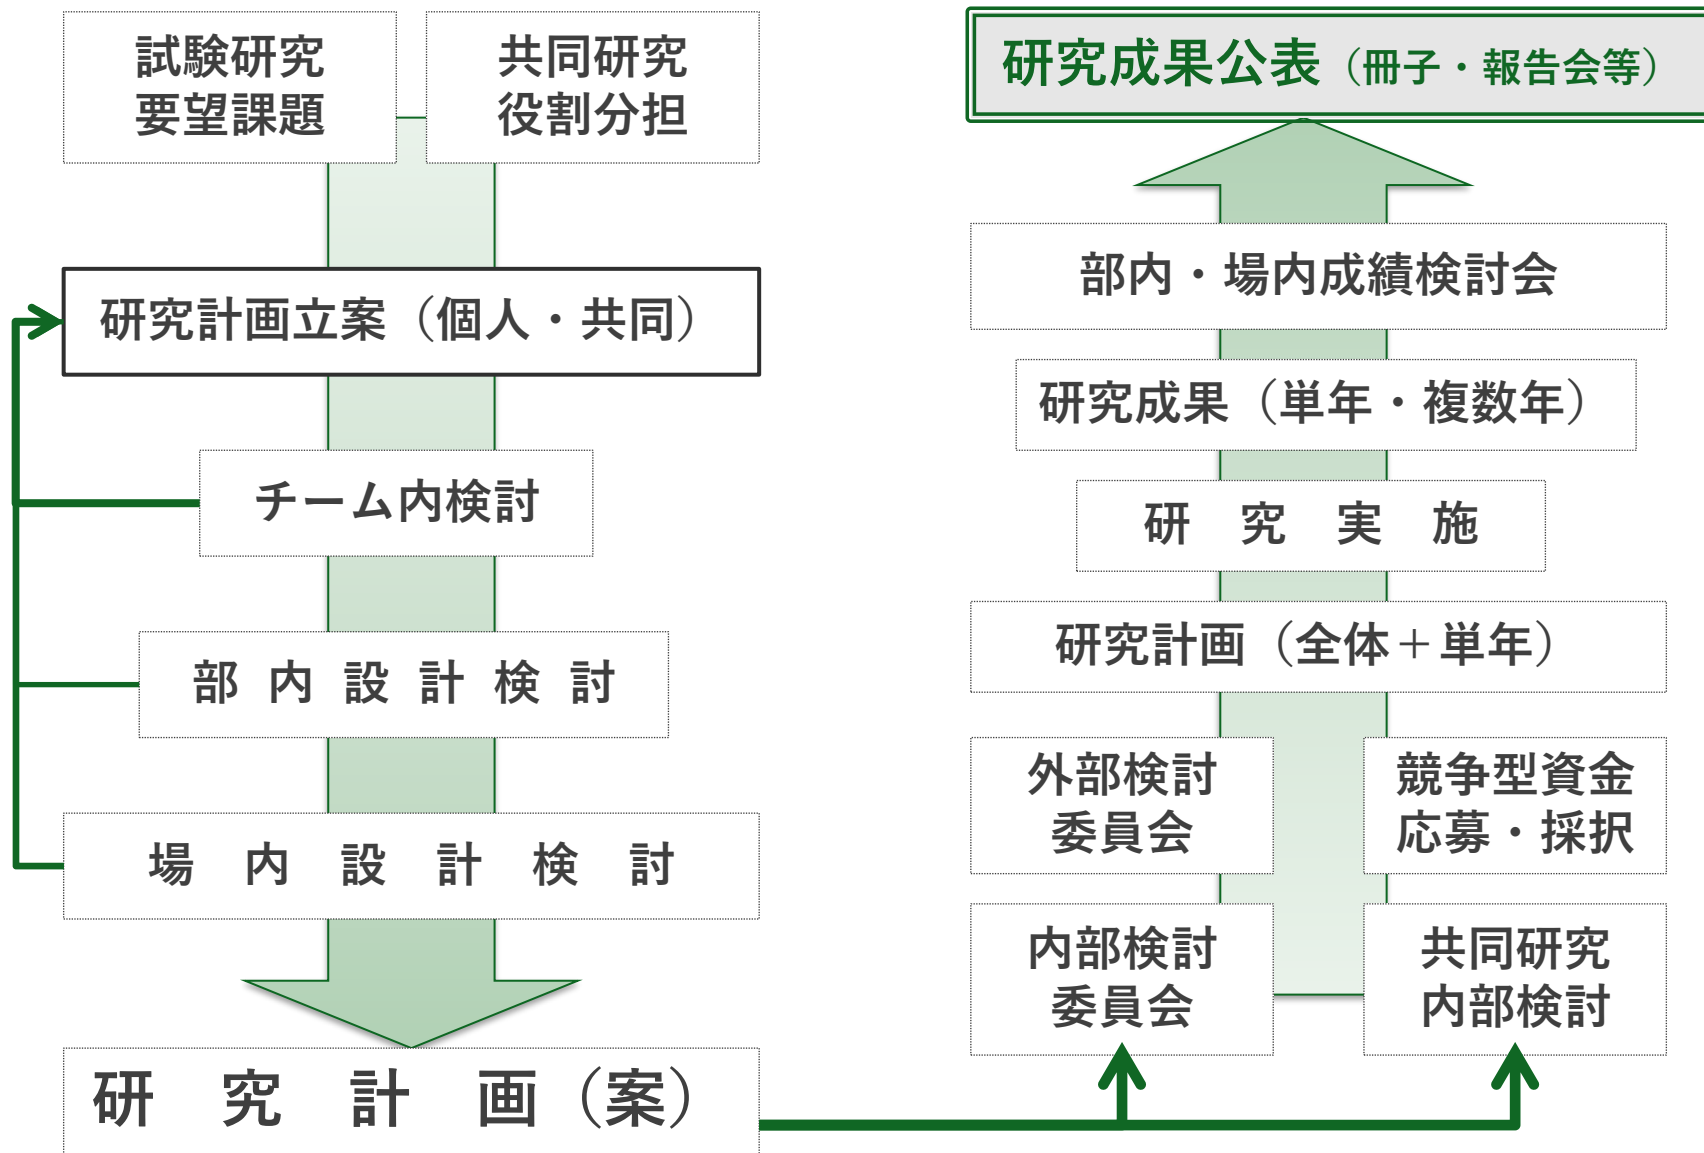 試験研究
要望課題
共同研究
役割分担
研究計画立案（個人・共同）
チーム内検討
部内設計検討
場内設計検討
研究計画（案）
内部検討
委員会
共同研究
内部検討
外部検討
委員会
競争型資金
応募・採択
研究計画（全体＋単年）
研究実施
研究成果（単年・複数年）
部内・場内成績検討会
研究成果公表（冊子・報告会等）